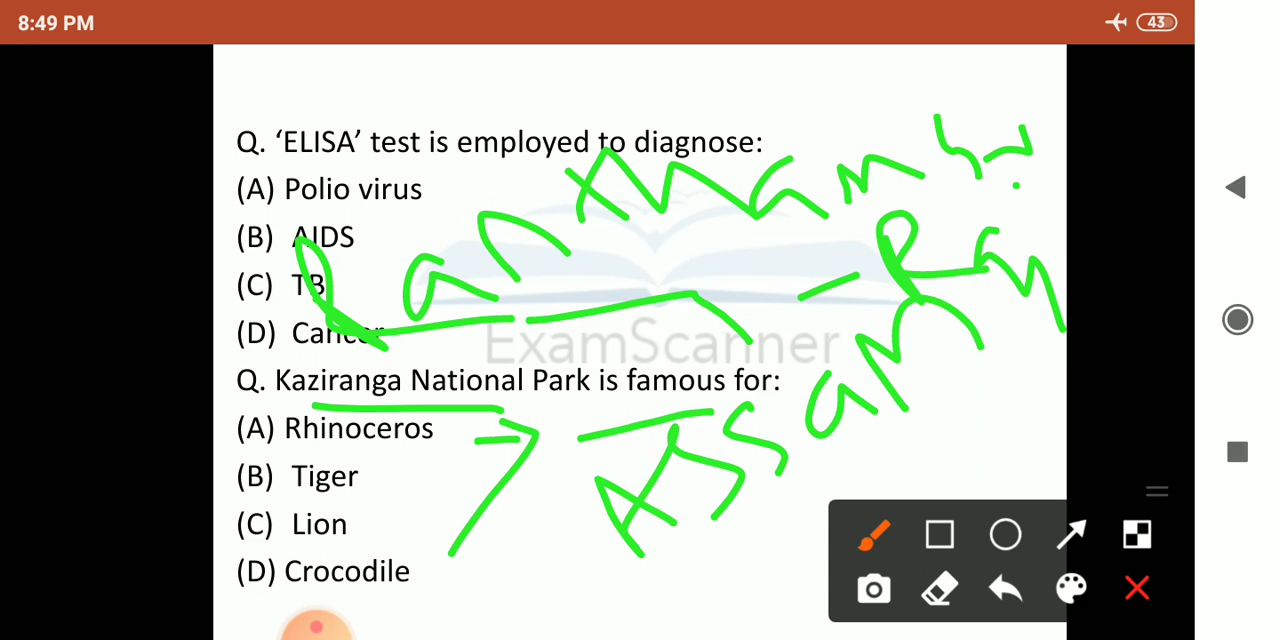 8:49 PM
43
Q. ‘ELISA’ test is employed to diagnose:
(A) Polio virus
(B) AIDS
(C) TB
(D) Cancer
ExamScanner
Q. Kaziranga National Park is famous for:
(A) Rhinoceros
(B) Tiger
(C) Lion
(D) Crocodile
ASSAM